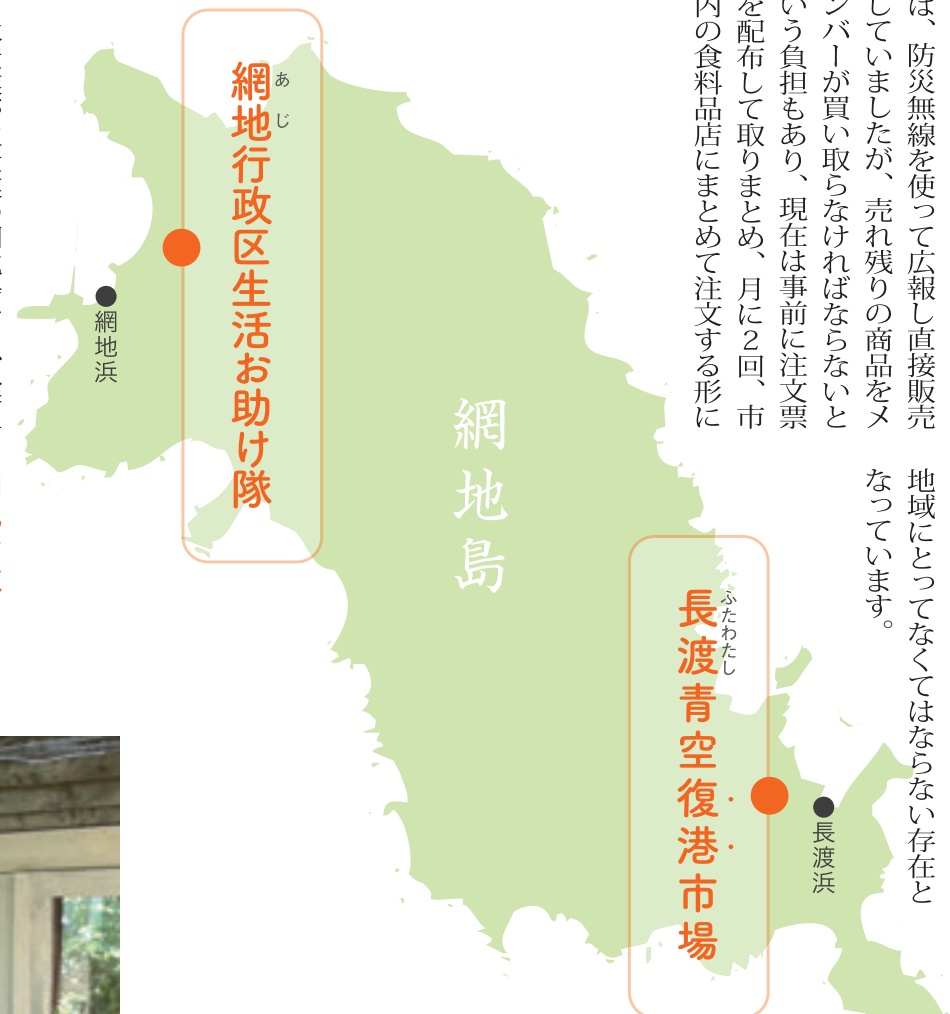 は、防災無線を使って広報し直接販売
していましたが、売れ残りの商品をメ
ンバーが買い取らなければならないと
いう負担もあり、現在は事前に注文票
を配布して取りまとめ、月に2回、市
内の食料品店にまとめて注文する形に
地域にとってなくてはならない存在と
なっています。
あじ
網地行政区生活お助け隊
網地浜
網地島
ふたわたし
長渡青空復港市場
長渡浜